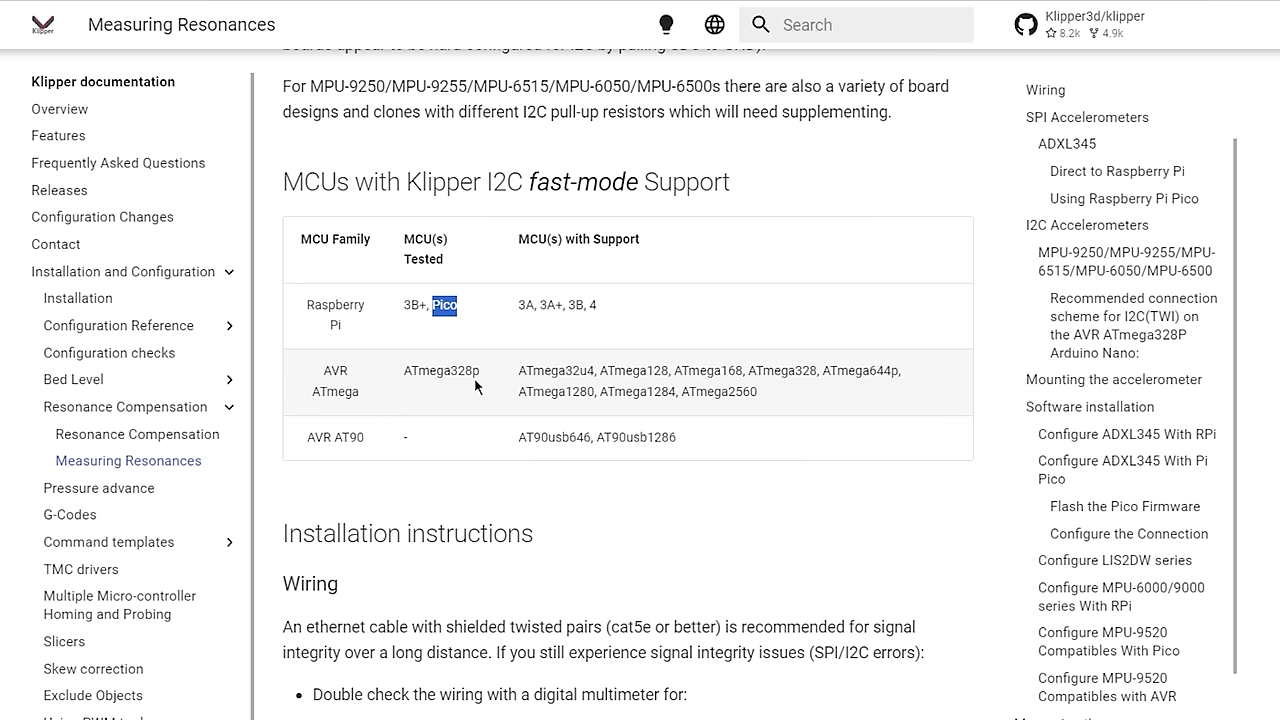 Klipper
Measuring Resonances
Search
Klipper3d/klipper
8.2k 4.9k
Klipper documentation
Overview
Features
Frequently Asked Questions
Releases
Configuration Changes
Contact
Installation and Configuration
Installation
Configuration Reference
Configuration checks
Bed Level
Resonance Compensation
Resonance Compensation
Measuring Resonances
Pressure advance
G-Codes
Command templates
TMC drivers
Multiple Micro-controller
Homing and Probing
Slicers
Skew correction
Exclude Objects
For MPU-9250/MPU-9255/MPU-6515/MPU-6050/MPU-6500s there are also a variety of board
designs and clones with different I2C pull-up resistors which will need supplementing.
MCUs with Klipper I2C fast-mode Support
MCU Family MCU(s) Tested MCU(s) with Support
Raspberry Pi 3B+, Pico 3A, 3A+, 3B, 4
AVR ATmega ATmega328p ATmega32u4, ATmega128, ATmega168, ATmega328, ATmega644p,
ATmega1280, ATmega1284, ATmega2560
AVR AT90 - AT90usb646, AT90usb1286
Installation instructions
Wiring
An ethernet cable with shielded twisted pairs (cat5e or better) is recommended for signal
integrity over a long distance. If you still experience signal integrity issues (SPI/I2C errors):
• Double check the wiring with a digital multimeter for:
Wiring
SPI Accelerometers
ADXL345
Direct to Raspberry Pi
Using Raspberry Pi Pico
I2C Accelerometers
MPU-9250/MPU-9255/MPU-
6515/MPU-6050/MPU-6500
Recommended connection
scheme for I2C(TWI) on
the AVR ATmega328P
Arduino Nano:
Mounting the accelerometer
Software installation
Configure ADXL345 With RPi
Configure ADXL345 With Pi
Pico
Flash the Pico Firmware
Configure the Connection
Configure LIS2DW series
Configure MPU-6000/9000
series With RPi
Configure MPU-9520
Compatibles With Pico
Configure MPU-9520
Compatibles with AVR